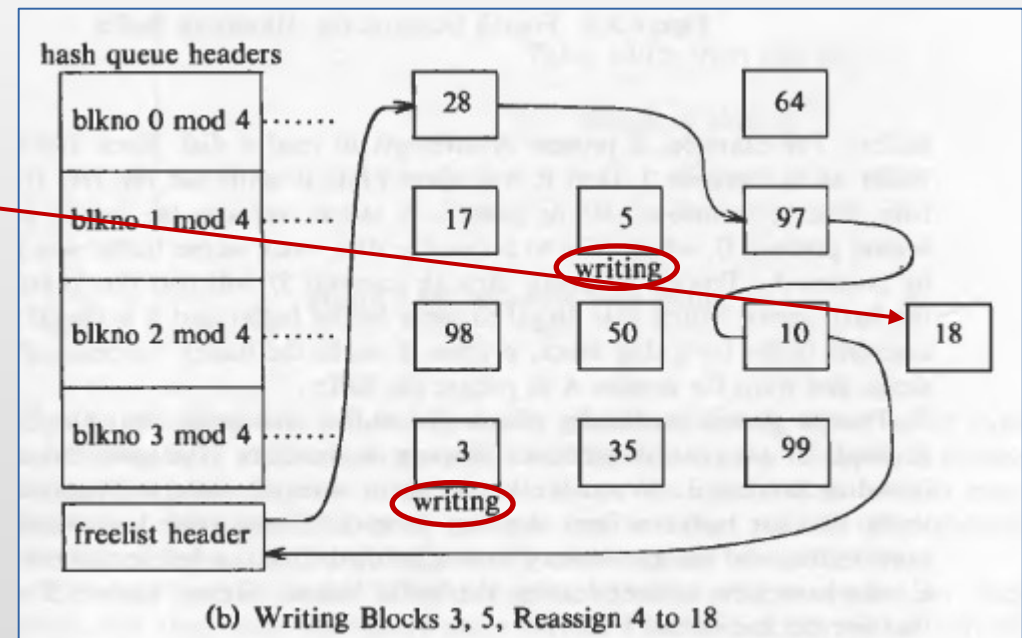 hash queue headers
blkno 0 mod 4
28
64
blkno 1 mod 4
17
5
97
writing
blkno 2 mod 4
98
50
10
18
blkno 3 mod 4
3
35
99
writing
freelist header
(b) Writing Blocks 3, 5, Reassign 4 to 18